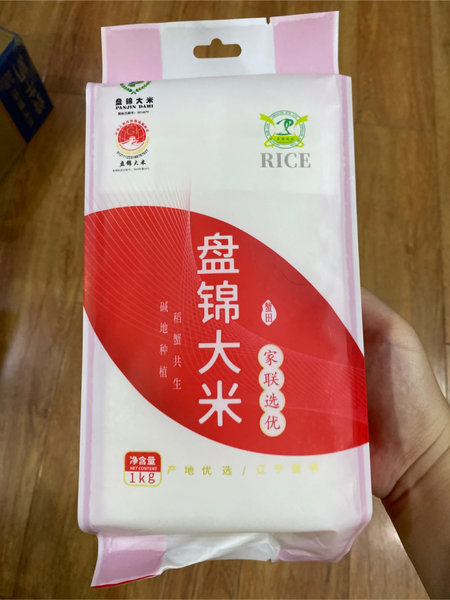 盘锦大米
PANJIN DAMI
盘锦大米
RICE
盘锦大米
蟹田
家联选优
稻蟹共生
碱地种植
净含量
NET CONTENT
1kg
产地优选/辽宁盘锦